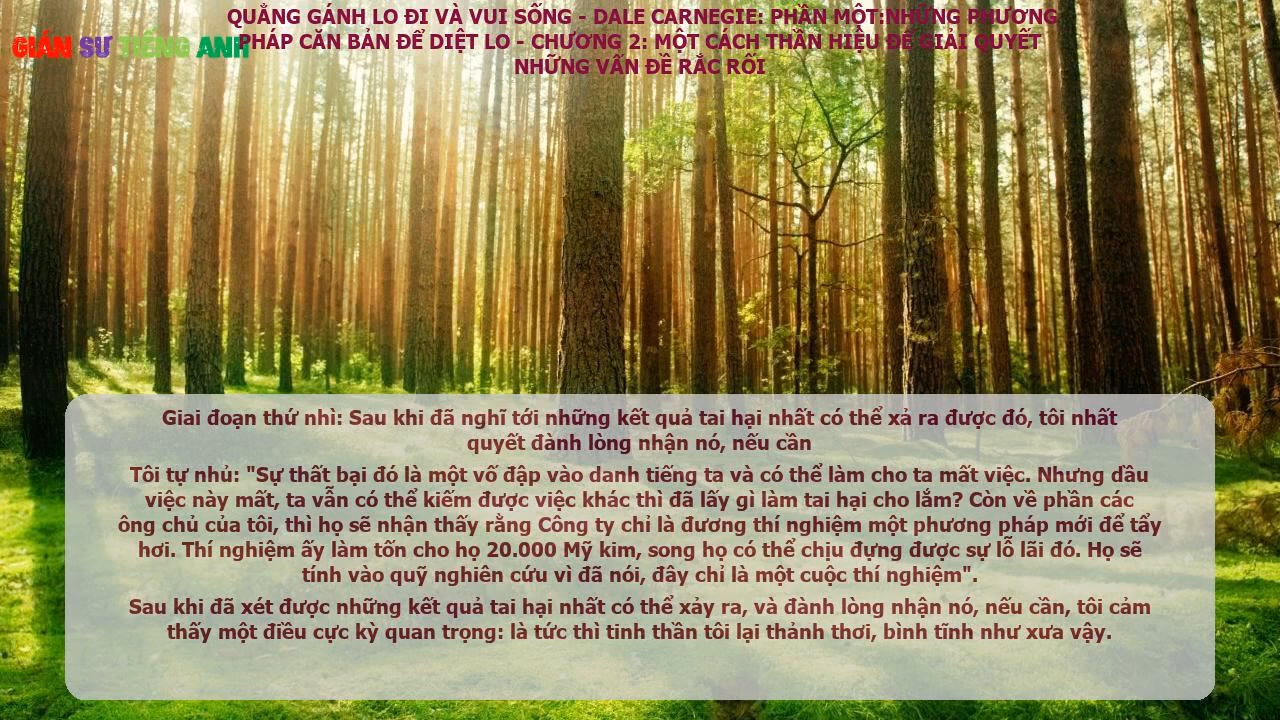 QUẲNG GÁNH LO ĐI VÀ VUI SỐNG - DALE CARNEGIE: PHẦN MỘT:NHỮNG PHƯƠNG
GIÁN SƯ TIẾNG ANH
PHÁP CĂN BẢN ĐỂ DIỆT LO - CHƯƠNG 2: MỘT CÁCH THẦN HIỆU ĐỂ GIẢI QUYẾT
NHỮNG VẤN ĐỀ RẮC RỐI
Giai đoạn thứ nhì: Sau khi đã nghĩ tới những kết quả tai hại nhất có thể xả ra được đó, tôi nhất
quyết đành lòng nhận nó, nếu cần
Tôi tự nhủ: "Sự thất bại đó là một vố đập vào danh tiếng ta và có thể làm cho ta mất việc. Nhưng dầu
việc này mất, ta vẫn có thể kiếm được việc khác thì đã lấy gì làm tai hại cho lắm? Còn về phần các
ông chủ của tôi, thì họ sẽ nhận thấy rằng Công ty chỉ là đương thí nghiệm một phương pháp mới để tẩy
hơi. Thí nghiệm ấy làm tốn cho họ 20.000 Mỹ kim, song họ có thể chịu đựng được sự lỗ lãi đó. Họ sẽ
tính vào quỹ nghiên cứu vì đã nói, đây chỉ là một cuộc thí nghiệm".
Sau khi đã xét được những kết quả tai hại nhất có thể xảy ra, và đành lòng nhận nó, nếu cần, tôi cảm
thấy một điều cực kỳ quan trọng: là tức thì tinh thần tôi lại thảnh thơi, bình tĩnh như xưa vậy.